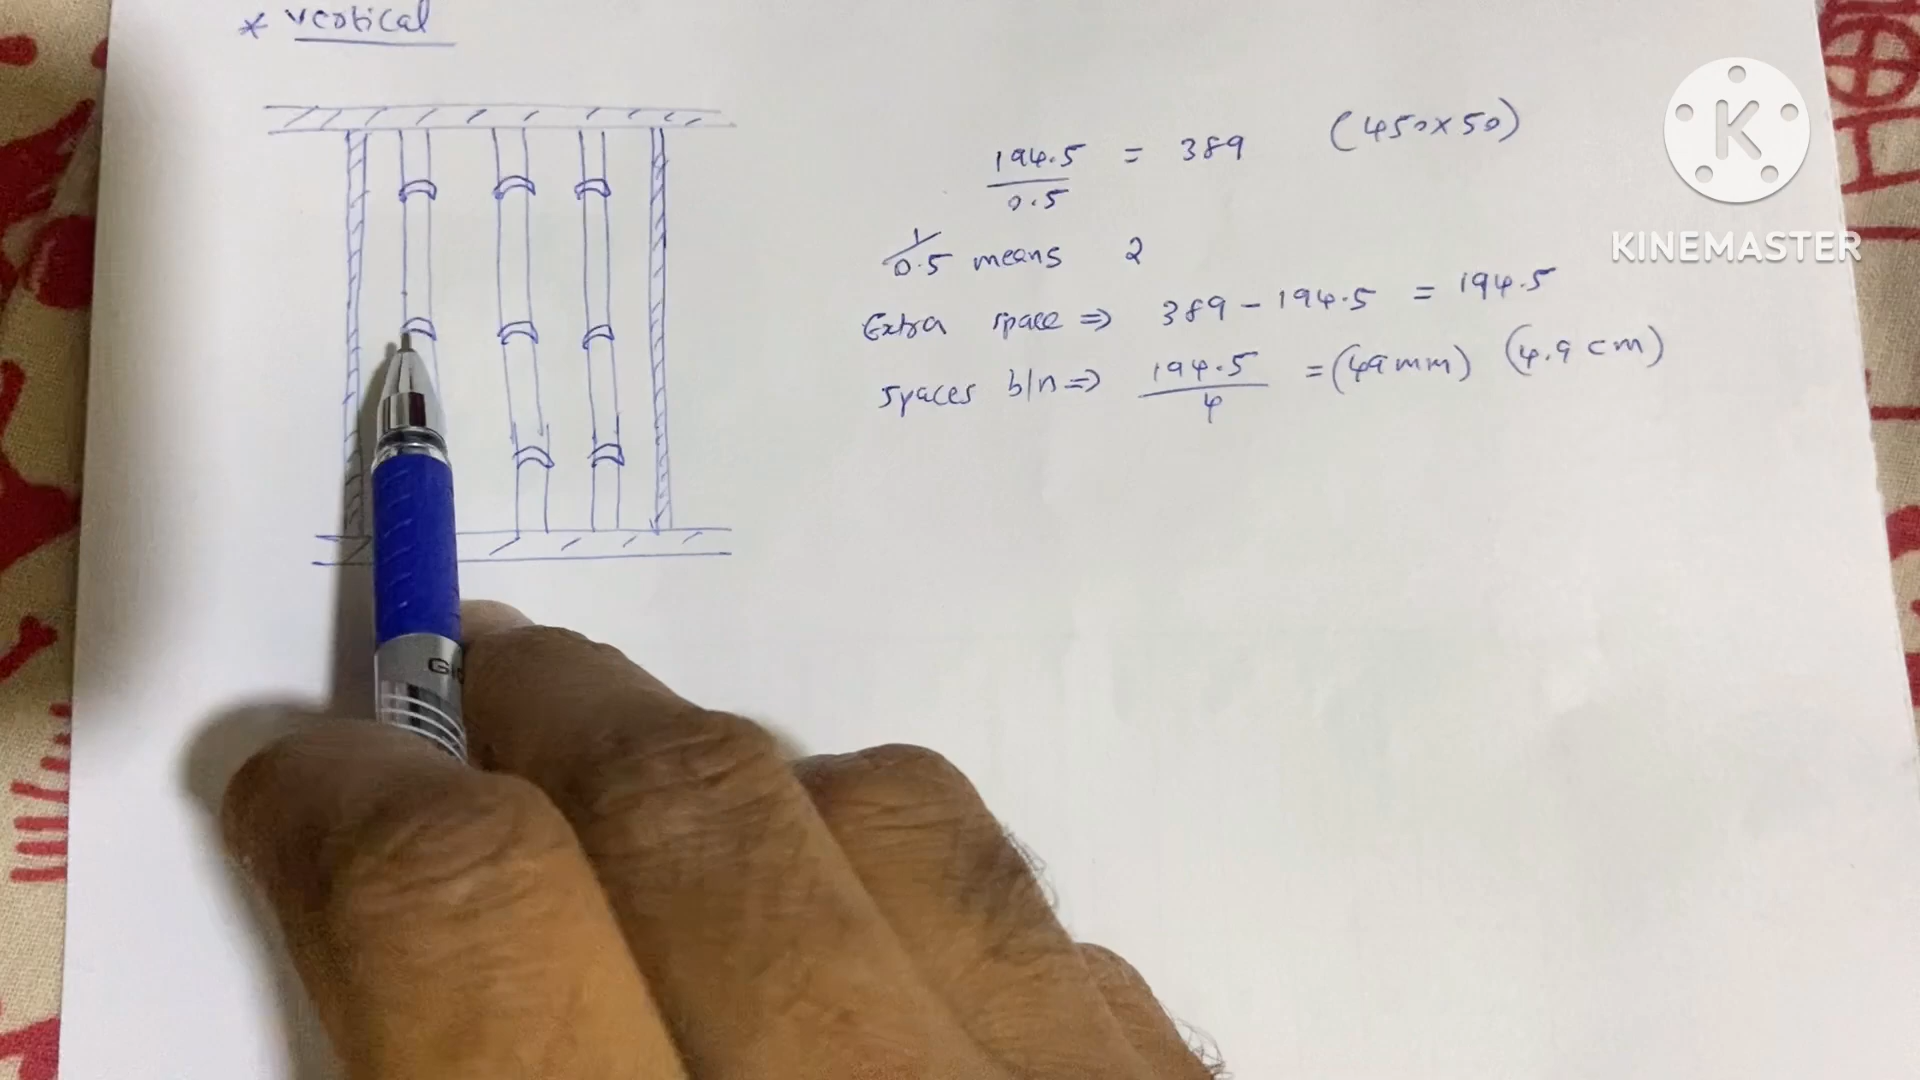 * vertical
194.5 / 0.5 = 389 (450x50)
1/0.5 means 2
Extra space => 389 - 194.5 = 194.5
spaces b/n => 194.5 / 4 = (49mm) (4.9 cm)
K
KINEMASTER